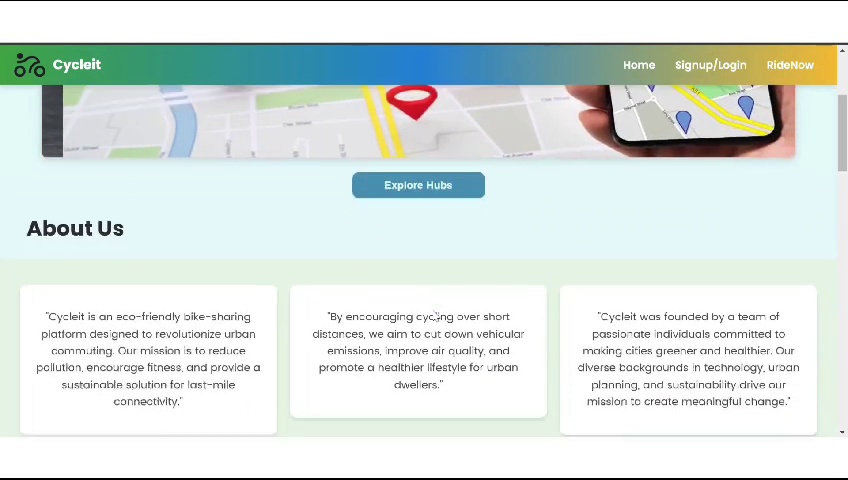 Cycleit
Home Signup/Login RideNow
Explore Hubs
About Us
"Cycleit is an eco-friendly bike-sharing
platform designed to revolutionize urban
commuting. Our mission is to reduce
pollution, encourage fitness, and provide a
sustainable solution for last-mile
connectivity."
"By encouraging cycling over short
distances, we aim to cut down vehicular
emissions, improve air quality, and
promote a healthier lifestyle for urban
dwellers."
"Cycleit was founded by a team of
passionate individuals committed to
making cities greener and healthier. Our
diverse backgrounds in technology, urban
planning, and sustainability drive our
mission to create meaningful change."